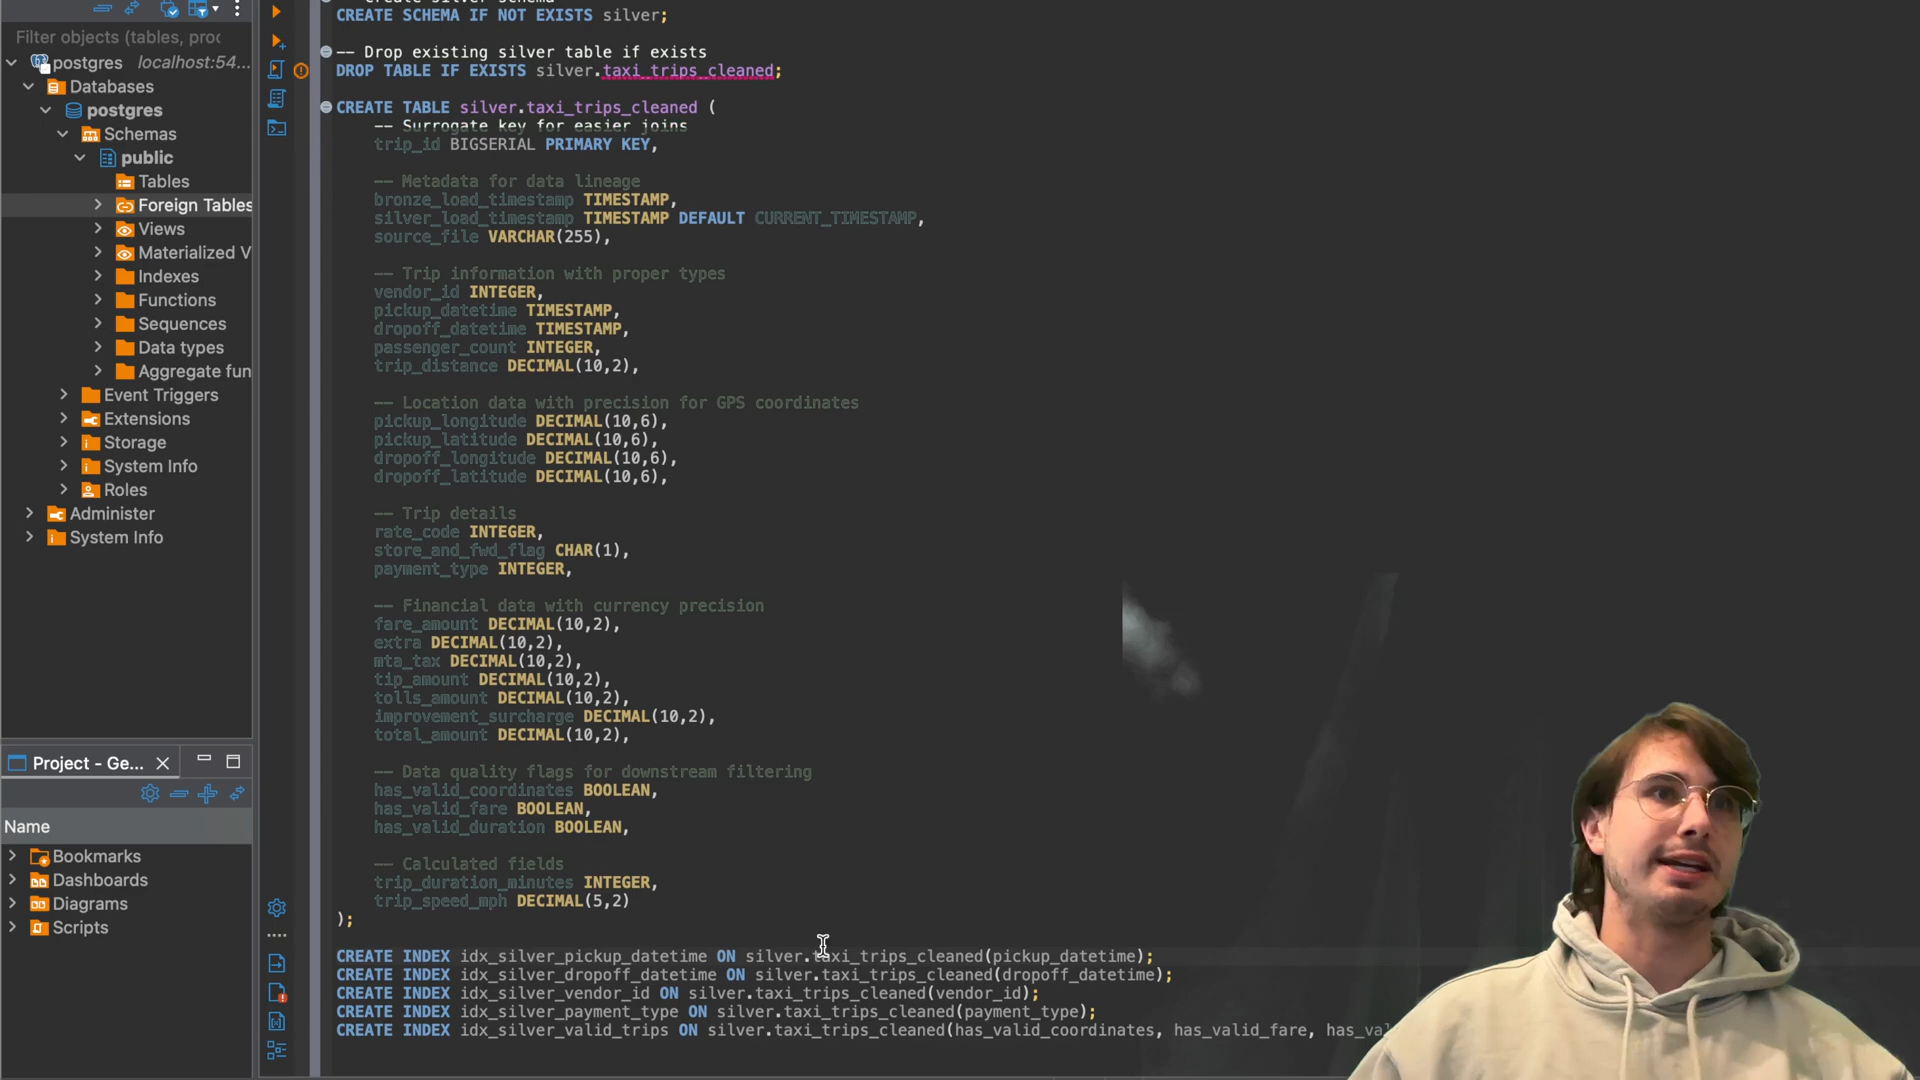 Filter objects (tables, proc
postgres localhost:54...
Databases
postgres
Schemas
public
Tables
Foreign Tables
Views
Materialized V
Indexes
Functions
Sequences
Data types
Aggregate fun
Event Triggers
Extensions
Storage
System Info
Roles
Administer
System Info
Project - Ge...
Name
Bookmarks
Dashboards
Diagrams
Scripts
CREATE SCHEMA IF NOT EXISTS silver;
-- Drop existing silver table if exists
DROP TABLE IF EXISTS silver.taxi_trips_cleaned;
CREATE TABLE silver.taxi_trips_cleaned (
-- Surrogate key for easier joins
trip_id BIGSERIAL PRIMARY KEY,
-- Metadata for data lineage
bronze_load_timestamp TIMESTAMP,
silver_load_timestamp TIMESTAMP DEFAULT CURRENT_TIMESTAMP,
source_file VARCHAR(255),
-- Trip information with proper types
vendor_id INTEGER,
pickup_datetime TIMESTAMP,
dropoff_datetime TIMESTAMP,
passenger_count INTEGER,
trip_distance DECIMAL(10,2),
-- Location data with precision for GPS coordinates
pickup_longitude DECIMAL(10,6),
pickup_latitude DECIMAL(10,6),
dropoff_longitude DECIMAL(10,6),
dropoff_latitude DECIMAL(10,6),
-- Trip details
rate_code INTEGER,
store_and_fwd_flag CHAR(1),
payment_type INTEGER,
-- Financial data with currency precision
fare_amount DECIMAL(10,2),
extra DECIMAL(10,2),
mta_tax DECIMAL(10,2),
tip_amount DECIMAL(10,2),
tolls_amount DECIMAL(10,2),
improvement_surcharge DECIMAL(10,2),
total_amount DECIMAL(10,2),
-- Data quality flags for downstream filtering
has_valid_coordinates BOOLEAN,
has_valid_fare BOOLEAN,
has_valid_duration BOOLEAN,
-- Calculated fields
trip_duration_minutes INTEGER,
trip_speed_mph DECIMAL(5,2)
);
CREATE INDEX idx_silver_pickup_datetime ON silver.taxi_trips_cleaned(pickup_datetime);
CREATE INDEX idx_silver_dropoff_datetime ON silver.taxi_trips_cleaned(dropoff_datetime);
CREATE INDEX idx_silver_vendor_id ON silver.taxi_trips_cleaned(vendor_id);
CREATE INDEX idx_silver_payment_type ON silver.taxi_trips_cleaned(payment_type);
CREATE INDEX idx_silver_valid_trips ON silver.taxi_trips_cleaned(has_valid_coordinates, has_valid_fare, has_val